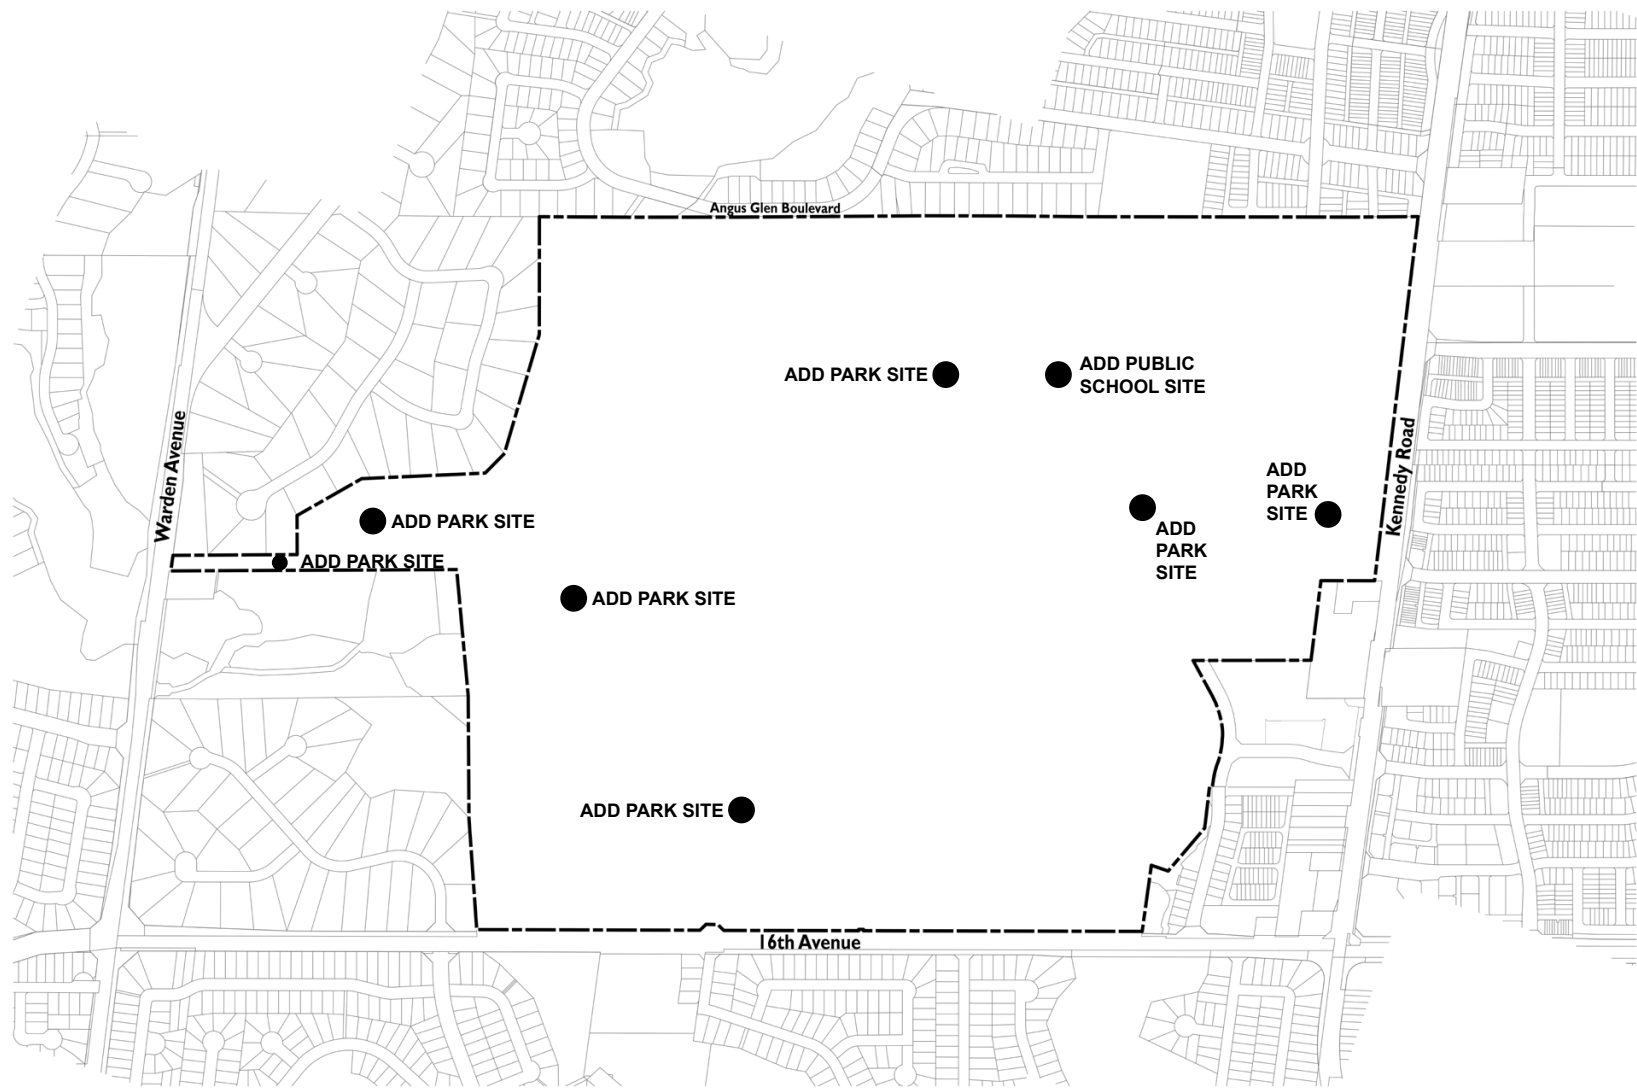 Angus Glen Boulevard
ADD PARK SITE
ADD PUBLIC
SCHOOL SITE
Warden Avenue
Kennedy Road
ADD
PARK
SITE
ADD PARK SITE
ADD
PARK
SITE
ADD PARK SITE
ADD PARK SITE
ADD PARK SITE
16th Avenue